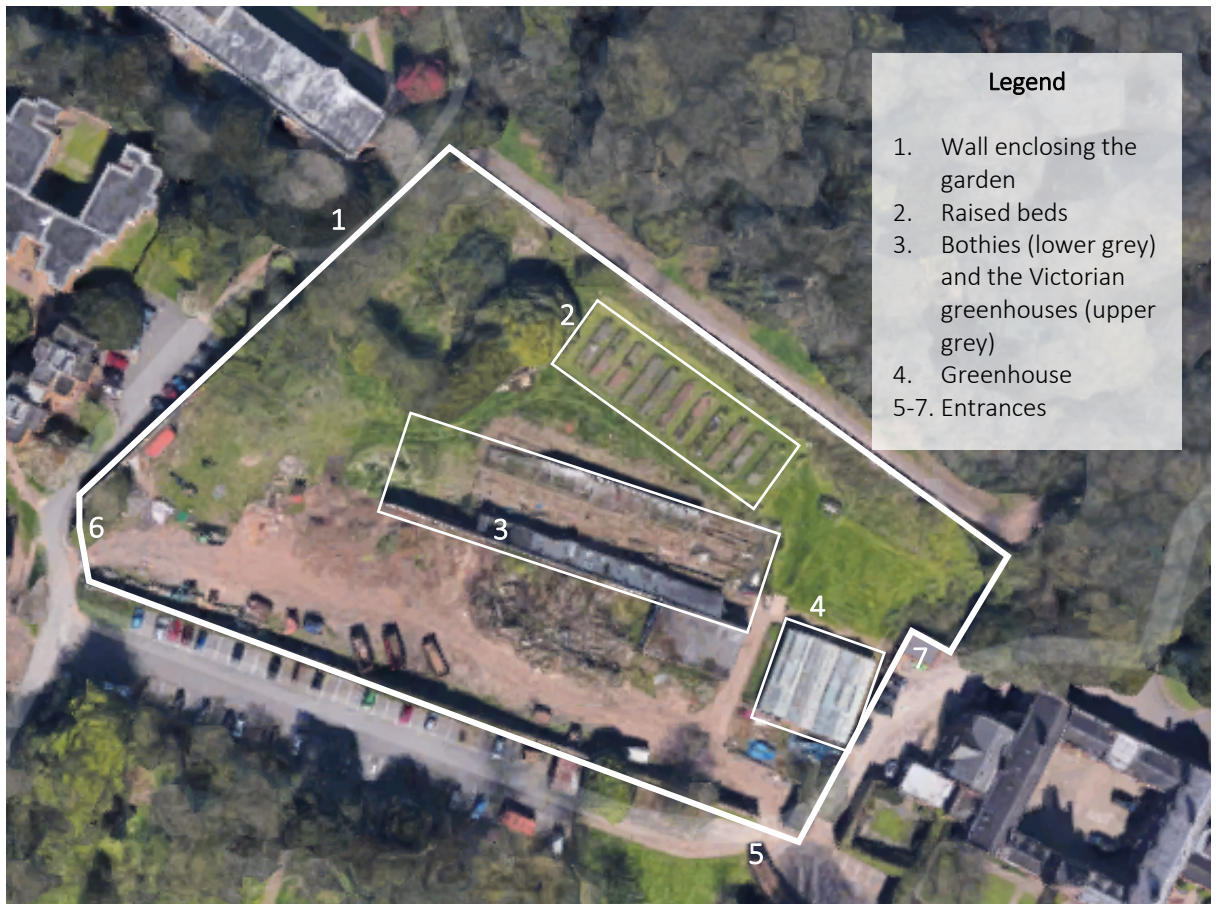 Legend
1. Wall enclosing the
garden
2. Raised beds
3. Bothies (lower grey)
and the Victorian
greenhouses (upper
grey)
4. Greenhouse
5-7. Entrances
1
2
3
4
5
6
7